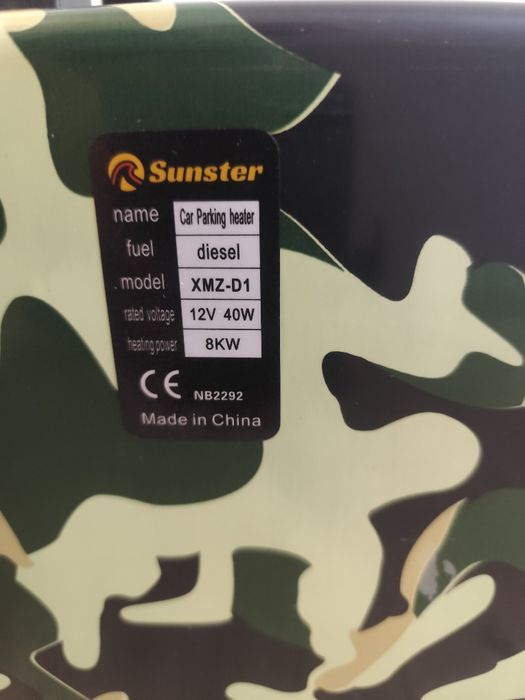 Sunster
name Car Parking heater
fuel diesel
model XMZ-D1
rated voltage 12V 40W
heating power 8KW
CE NB2292
Made in China